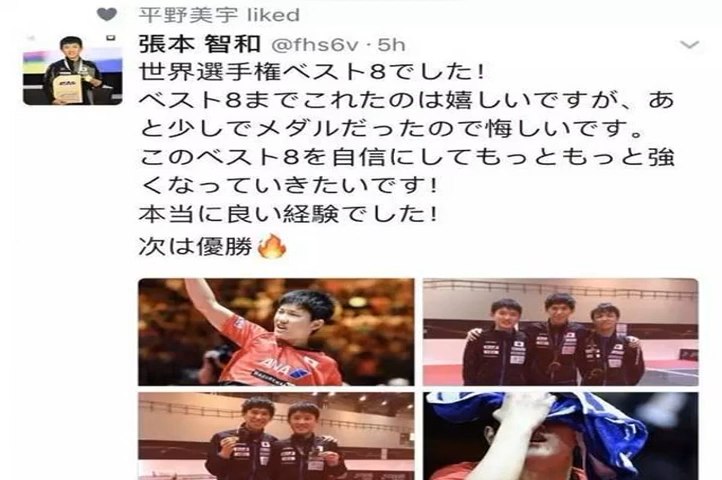 平野美宇 liked
張本 智和 @fhs6v · 5h
世界選手権ベスト8でした!
ベスト8までこれたのは嬉しいですが、あ
と少しでメダルだったので悔しいです。
このベスト8を自信にしてもっともっと強
くなっていきたいです!
本当に良い経験でした!
次は優勝🔥
ANA